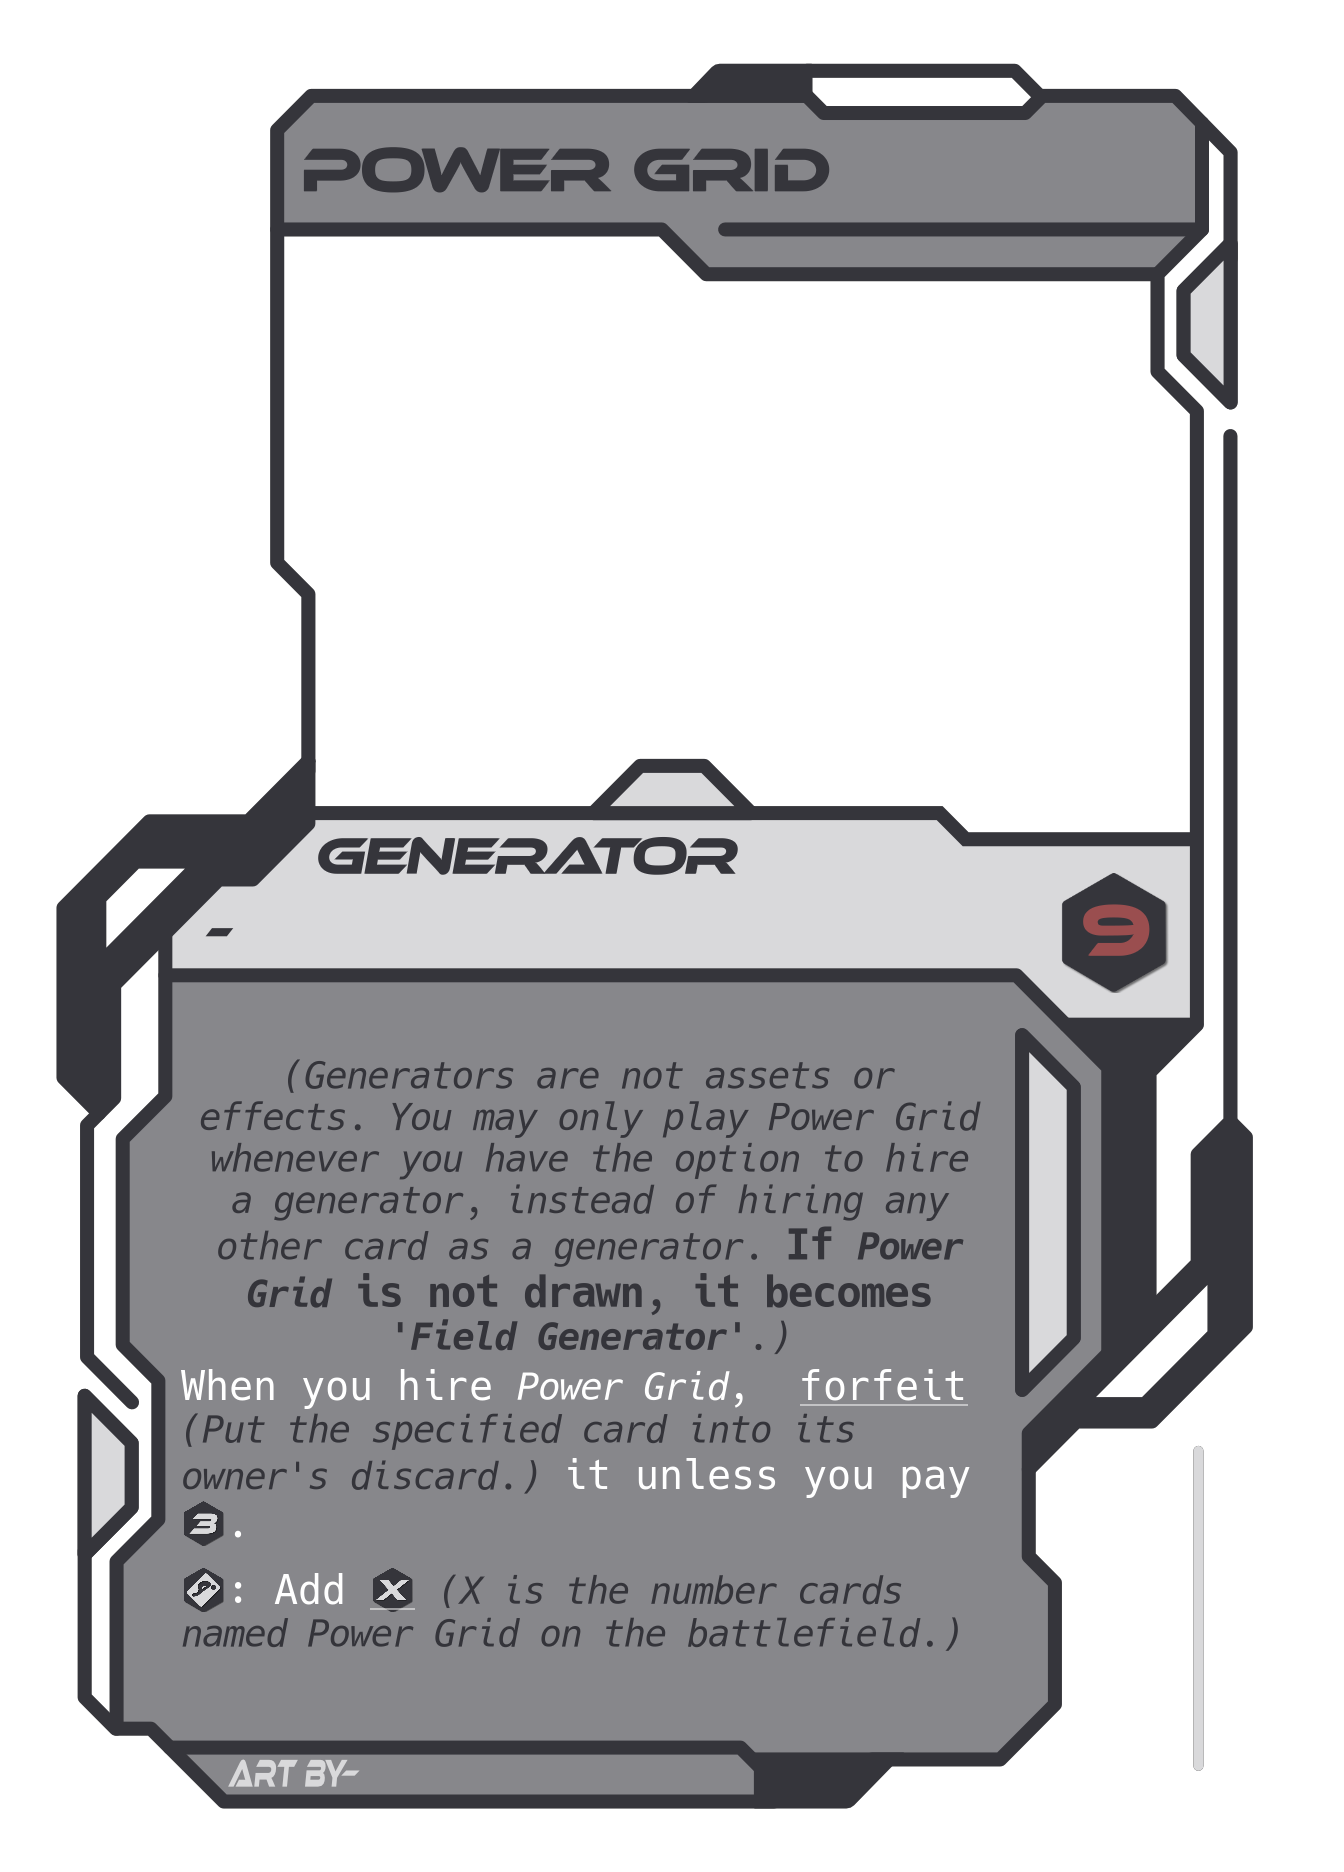 POWER GRID
GENERATOR
-
9
(Generators are not assets or
effects. You may only play Power Grid
whenever you have the option to hire
a generator, instead of hiring any
other card as a generator. If Power
Grid is not drawn, it becomes
'Field Generator'.)
When you hire Power Grid,  forfeit
(Put the specified card into its
owner's discard.) it unless you pay
3.
: Add X (X is the number cards
named Power Grid on the battlefield.)
ART BY-